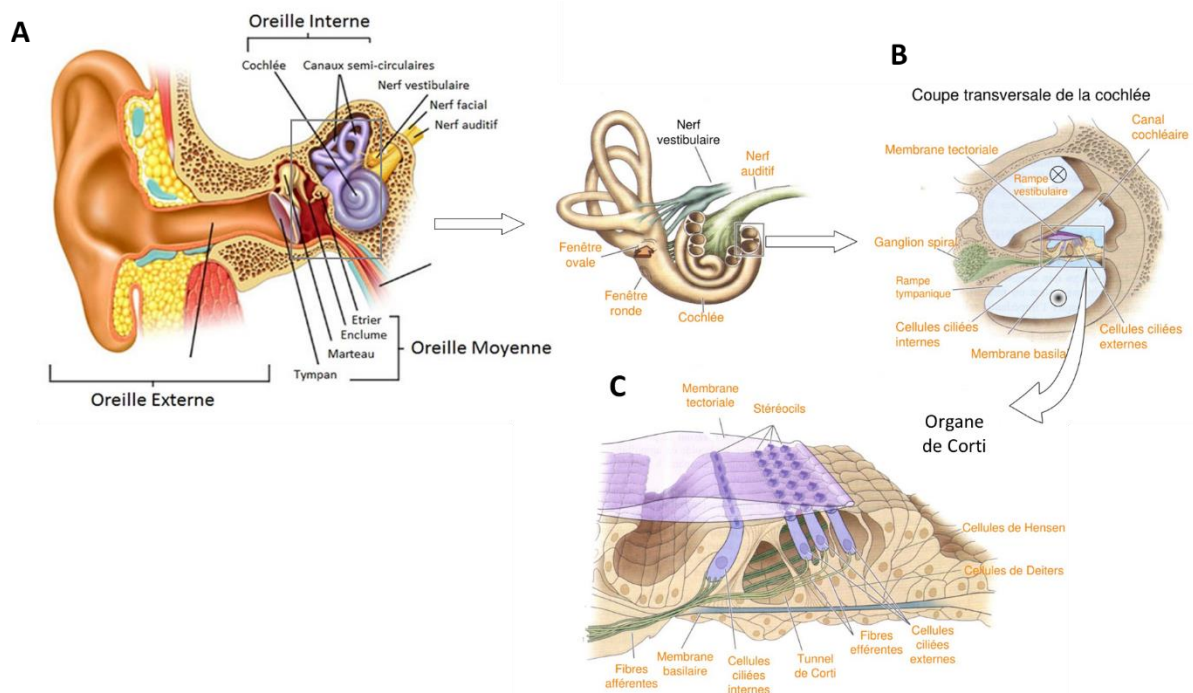 A
Oreille Interne
Cochlée
Canaux semi-circulaires
Nerf vestibulaire
Nerf facial
Nerf auditif
Etrier
Enclume
Marteau
Tympan
Oreille Moyenne
Oreille Externe
Nerf
vestibulaire
Nerf
auditif
Fenêtre
ovale
Fenêtre
ronde
Cochlée
B
Coupe transversale de la cochlée
Canal
cochléaire
Membrane tectoriale
Rampe
vestibulaire
Ganglion spiral
Rampe
tympanique
Cellules ciliées
internes
Membrane basila
Cellules ciliées
externes
Organe
de Corti
C
Membrane
tectoriale
Stéréocils
Cellules de Hensen
Cellules de Deiters
Fibres
afférentes
Membrane
basilaire
Cellules
ciliées
internes
Tunnel
de Corti
Fibres
efférentes
Cellules
ciliées
externes